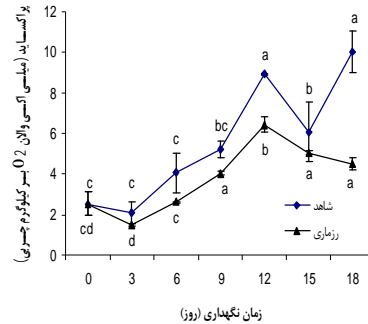 پراکساید (میلی اکی والان O2 بر کیلوگرم چربی)
12
10
8
6
4
2
0
a
a
c
c
c
bc
b
cd
d
c
a
b
a
a
شاهد
رزماری
0 3 6 9 12 15 18
زمان نگهداری (روز)